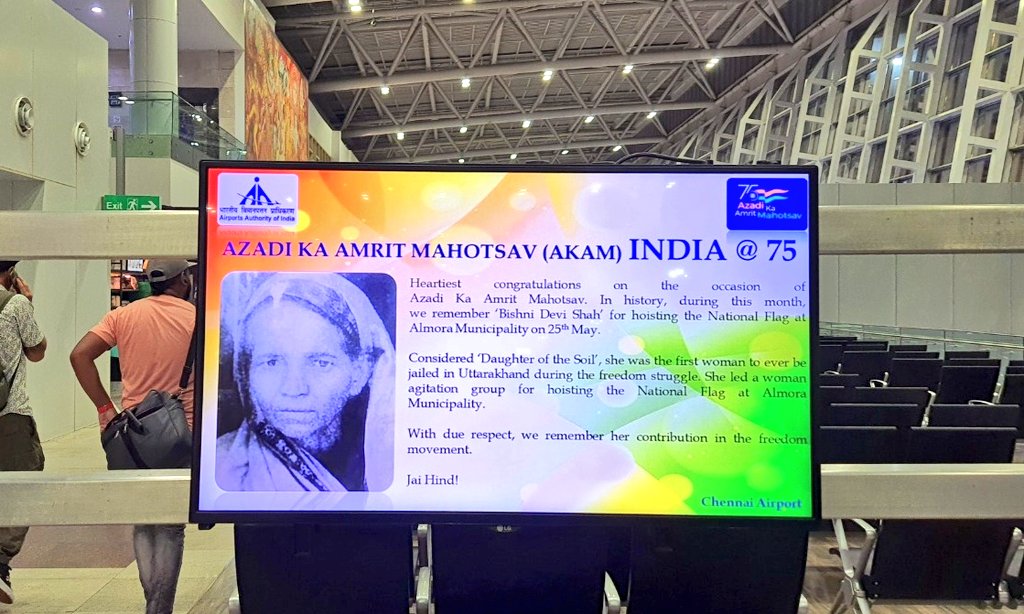 Exit
भारतीय विमानपत्तन प्राधिकरण
Airports Authority of India
75
Azadi Ka
Amrit Mahotsav
AZADI KA AMRIT MAHOTSAV (AKAM) INDIA @ 75
Heartiest congratulations on the occasion of
Azadi Ka Amrit Mahotsav. In history, during this month,
we remember 'Bishni Devi Shah' for hoisting the National Flag at
Almora Municipality on 25th May.
Considered 'Daughter of the Soil', she was the first woman to ever be
jailed in Uttarakhand during the freedom struggle. She led a woman
agitation group for hoisting the National Flag at Almora
Municipality.
With due respect, we remember her contribution in the freedom
movement.
Jai Hind!
Chennai Airport
LG